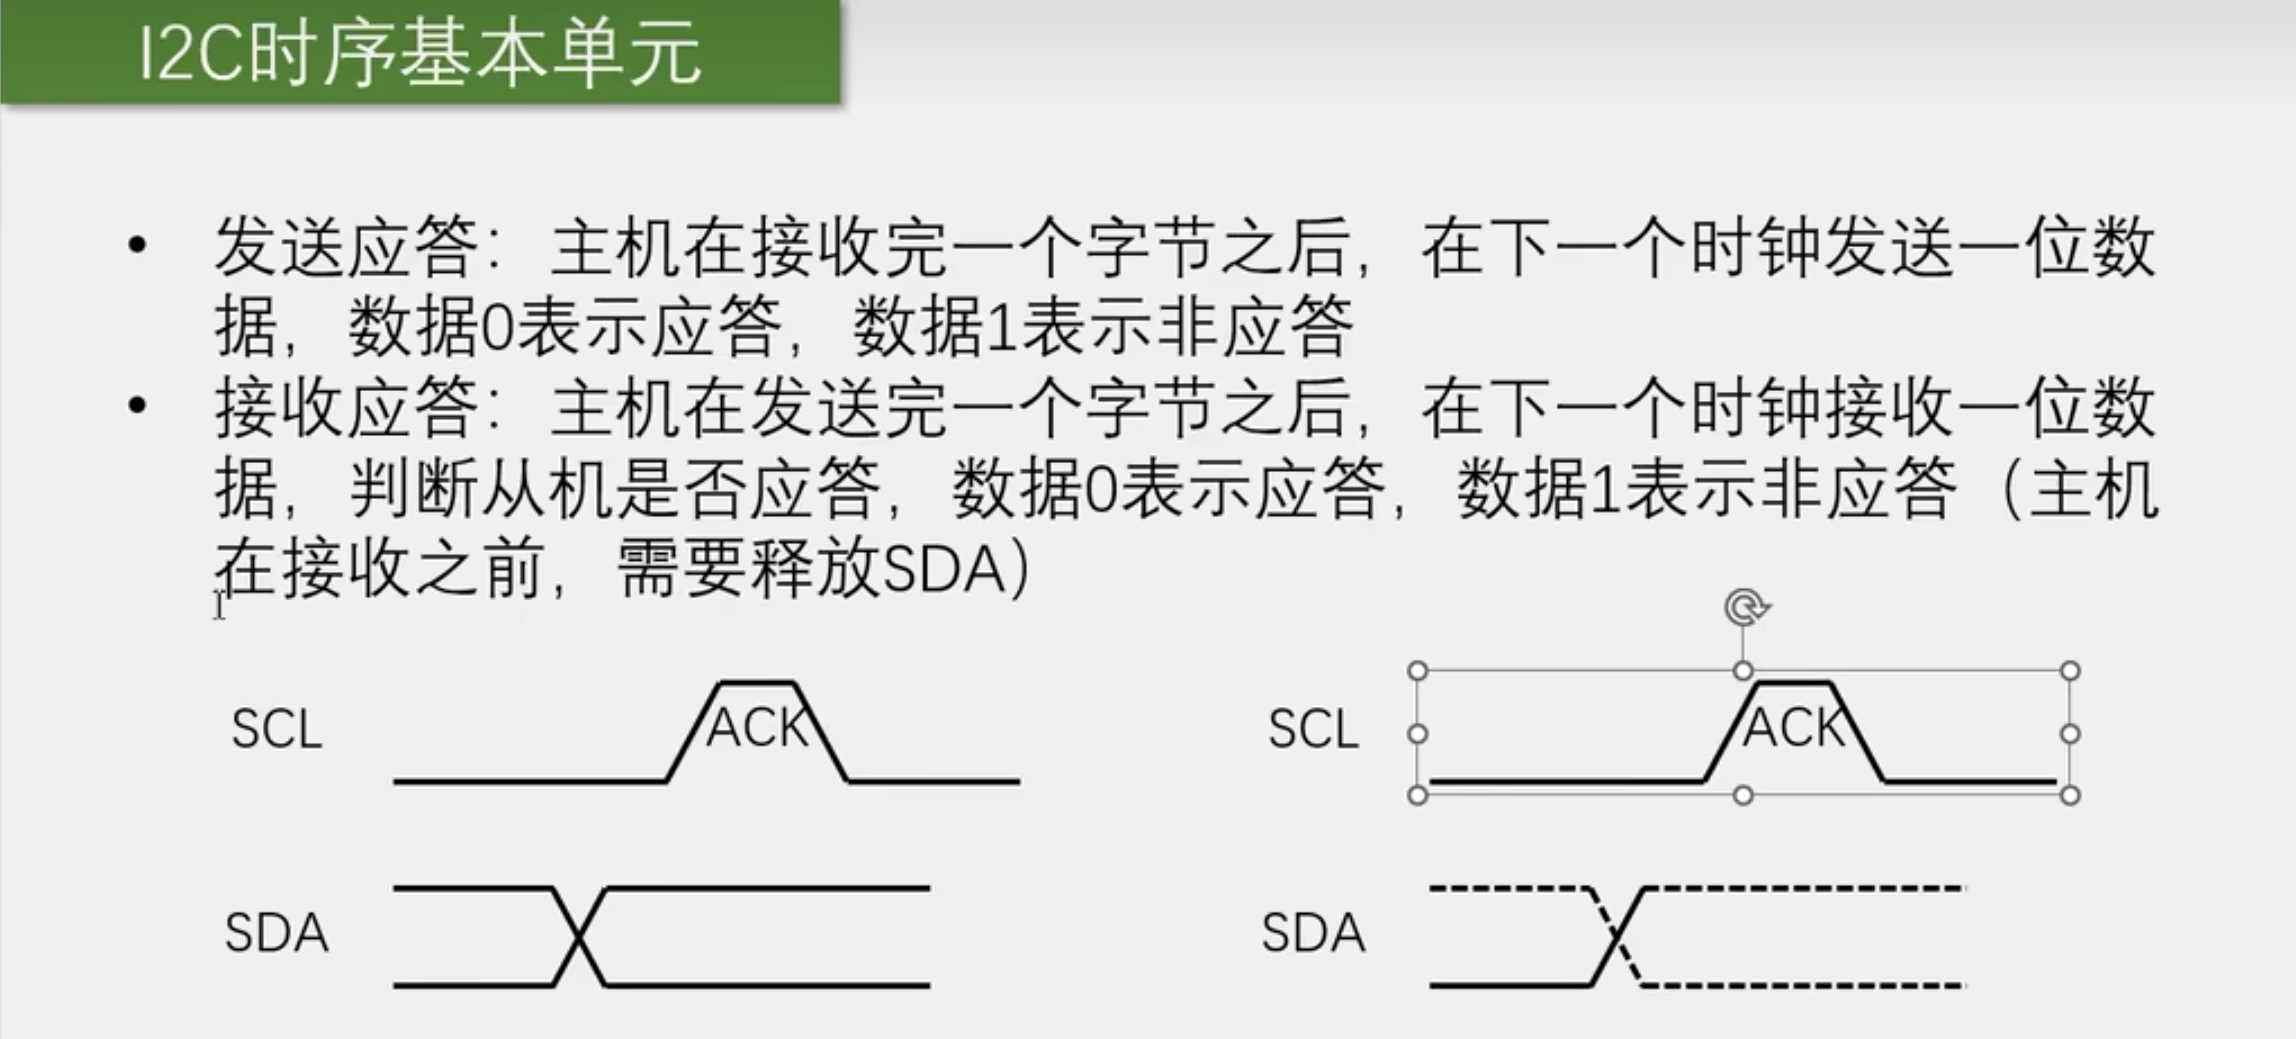 I2C时序基本单元
• 发送应答：主机在接收完一个字节之后，在下一个时钟发送一位数
据，数据0表示应答，数据1表示非应答
• 接收应答：主机在发送完一个字节之后，在下一个时钟接收一位数
据，判断从机是否应答，数据0表示应答，数据1表示非应答（主机
在接收之前，需要释放SDA）
SCL ACK SCL ACK
SDA SDA